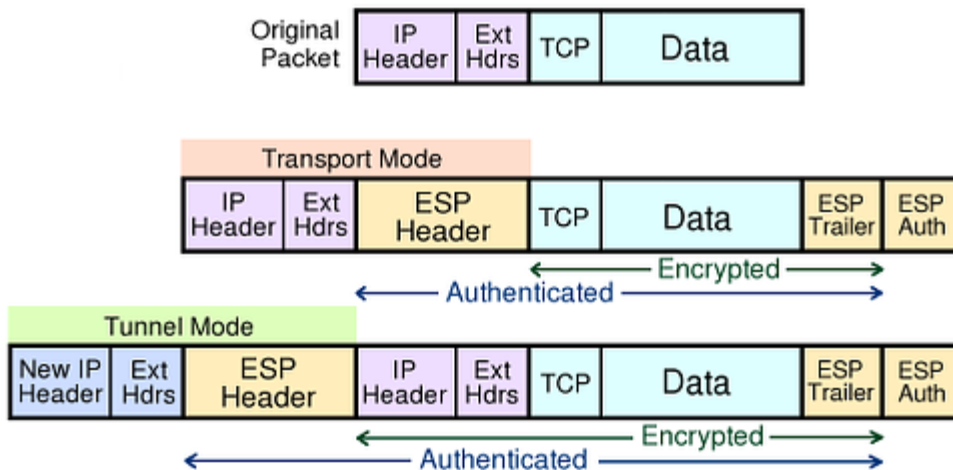 Original Packet
IP Header
Ext Hdrs
TCP
Data
Transport Mode
IP Header
Ext Hdrs
ESP Header
TCP
Data
ESP Trailer
ESP Auth
Encrypted
Authenticated
Tunnel Mode
New IP Header
Ext Hdrs
ESP Header
IP Header
Ext Hdrs
TCP
Data
ESP Trailer
ESP Auth
Encrypted
Authenticated